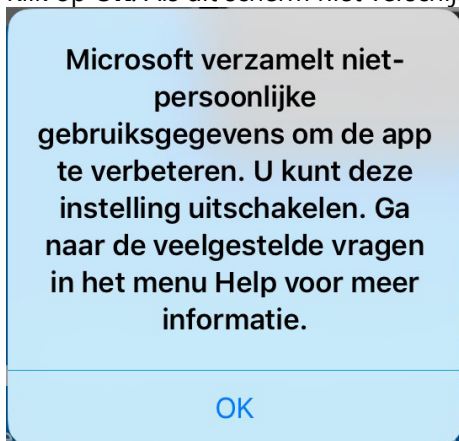 Microsoft verzamelt niet-
persoonlijke
gebruiksgegevens om de app
te verbeteren. U kunt deze
instelling uitschakelen. Ga
naar de veelgestelde vragen
in het menu Help voor meer
informatie.
OK